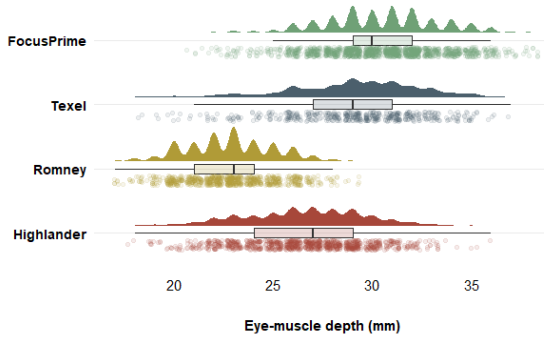 FocusPrime
Texel
Romney
Highlander
20 25 30 35
Eye-muscle depth (mm)